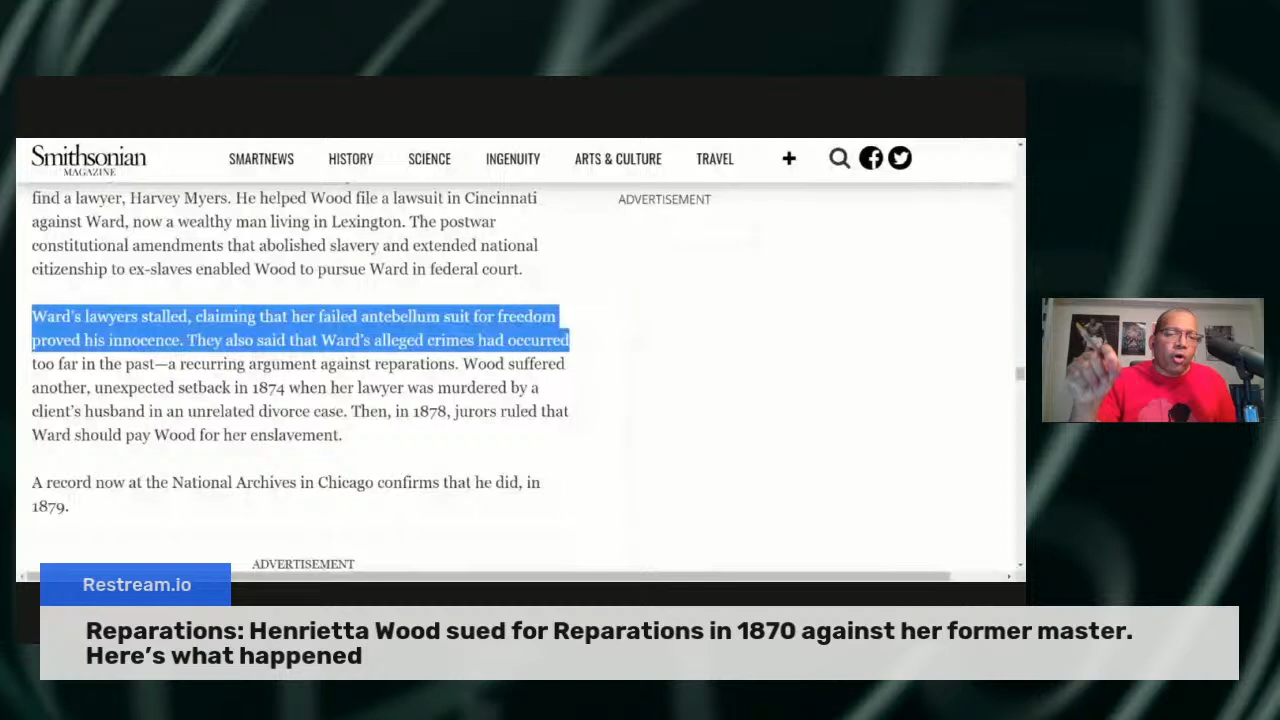 Smithsonian
MAGAZINE
SMARTNEWS HISTORY SCIENCE INGENUITY ARTS & CULTURE TRAVEL +
find a lawyer, Harvey Myers. He helped Wood file a lawsuit in Cincinnati
against Ward, now a wealthy man living in Lexington. The postwar
constitutional amendments that abolished slavery and extended national
citizenship to ex-slaves enabled Wood to pursue Ward in federal court.
Ward’s lawyers stalled, claiming that her failed antebellum suit for freedom
proved his innocence. They also said that Ward’s alleged crimes had occurred
too far in the past—a recurring argument against reparations. Wood suffered
another, unexpected setback in 1874 when her lawyer was murdered by a
client’s husband in an unrelated divorce case. Then, in 1878, jurors ruled that
Ward should pay Wood for her enslavement.
A record now at the National Archives in Chicago confirms that he did, in
1879.
ADVERTISEMENT
ADVERTISEMENT
Restream.io
Reparations: Henrietta Wood sued for Reparations in 1870 against her former master.
Here’s what happened